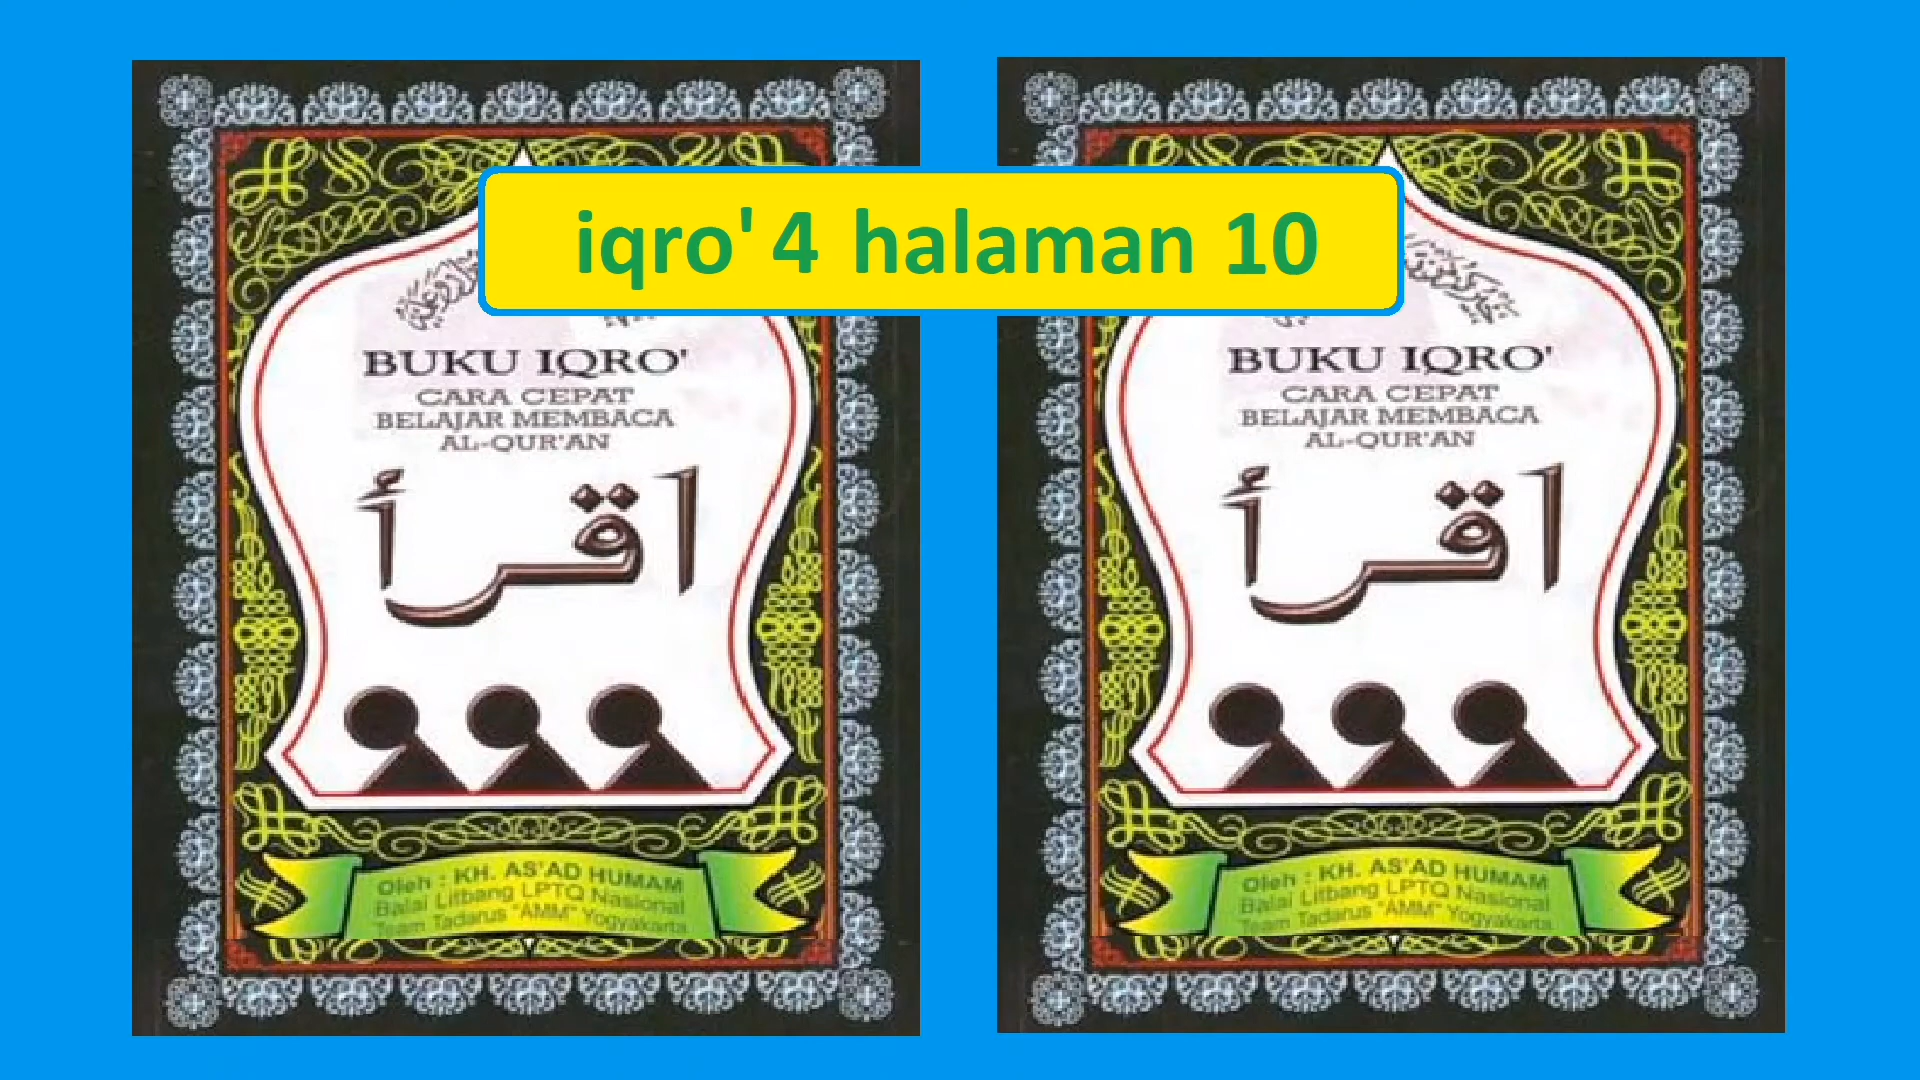 iqro' 4 halaman 10
BUKU IQRO'
CARA CEPAT
BELAJAR MEMBACA
AL-QUR'AN
اقرأ
Oleh : KH. AS'AD HUMAM
Balai Litbang LPTQ Nasional
Team Tadarus "AMM" Yogyakarta
BUKU IQRO'
CARA CEPAT
BELAJAR MEMBACA
AL-QUR'AN
اقرأ
Oleh : KH. AS'AD HUMAM
Balai Litbang LPTQ Nasional
Team Tadarus "AMM" Yogyakarta